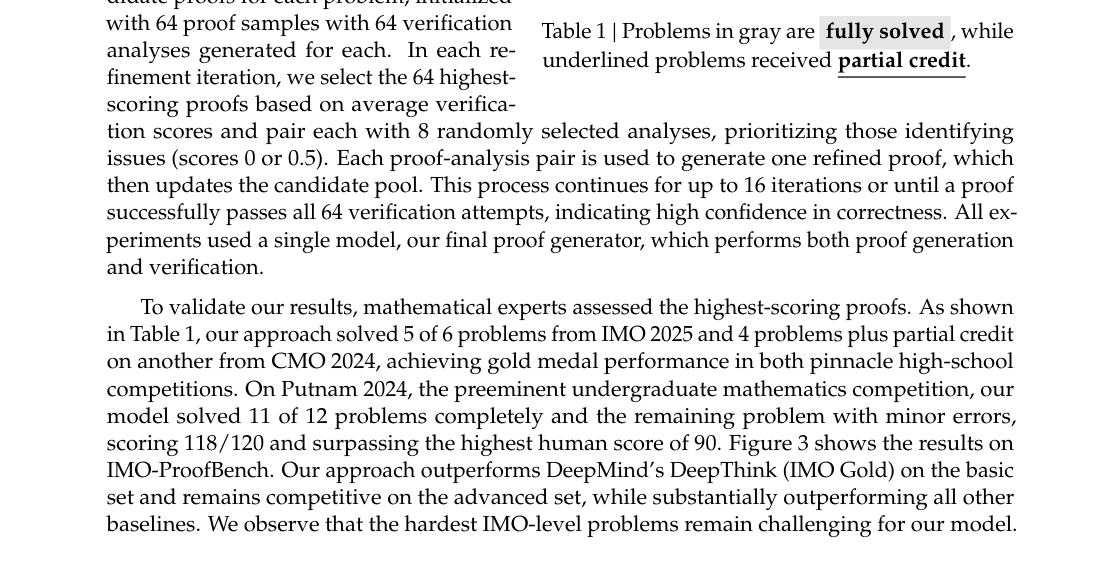 didate proofs for each problem, initialized
with 64 proof samples with 64 verification
analyses generated for each. In each re-
finement iteration, we select the 64 highest-
scoring proofs based on average verifica-
Table 1 | Problems in gray are fully solved , while
underlined problems received partial credit.
tion scores and pair each with 8 randomly selected analyses, prioritizing those identifying
issues (scores 0 or 0.5). Each proof-analysis pair is used to generate one refined proof, which
then updates the candidate pool. This process continues for up to 16 iterations or until a proof
successfully passes all 64 verification attempts, indicating high confidence in correctness. All ex-
periments used a single model, our final proof generator, which performs both proof generation
and verification.
To validate our results, mathematical experts assessed the highest-scoring proofs. As shown
in Table 1, our approach solved 5 of 6 problems from IMO 2025 and 4 problems plus partial credit
on another from CMO 2024, achieving gold medal performance in both pinnacle high-school
competitions. On Putnam 2024, the preeminent undergraduate mathematics competition, our
model solved 11 of 12 problems completely and the remaining problem with minor errors,
scoring 118/120 and surpassing the highest human score of 90. Figure 3 shows the results on
IMO-ProofBench. Our approach outperforms DeepMind's DeepThink (IMO Gold) on the basic
set and remains competitive on the advanced set, while substantially outperforming all other
baselines. We observe that the hardest IMO-level problems remain challenging for our model.